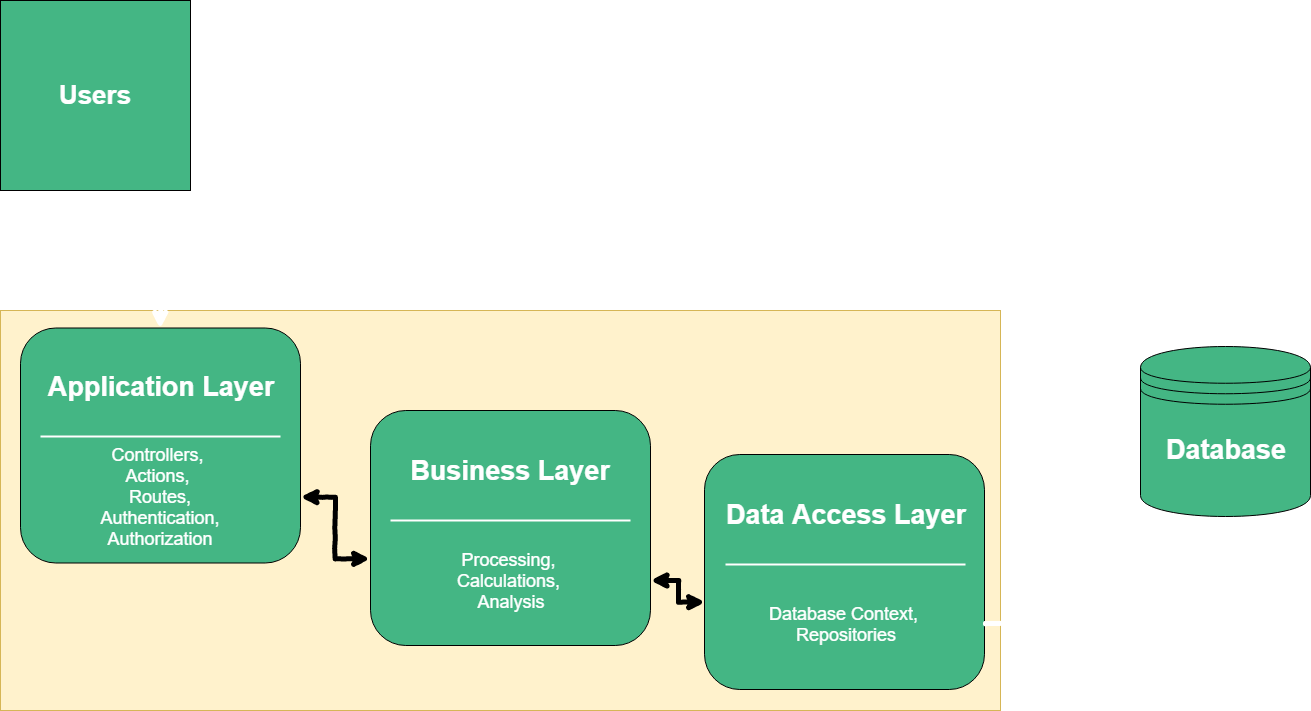 Users
Application Layer
Controllers,
Actions,
Routes,
Authentication,
Authorization
Business Layer
Processing,
Calculations,
Analysis
Data Access Layer
Database Context,
Repositories
Database